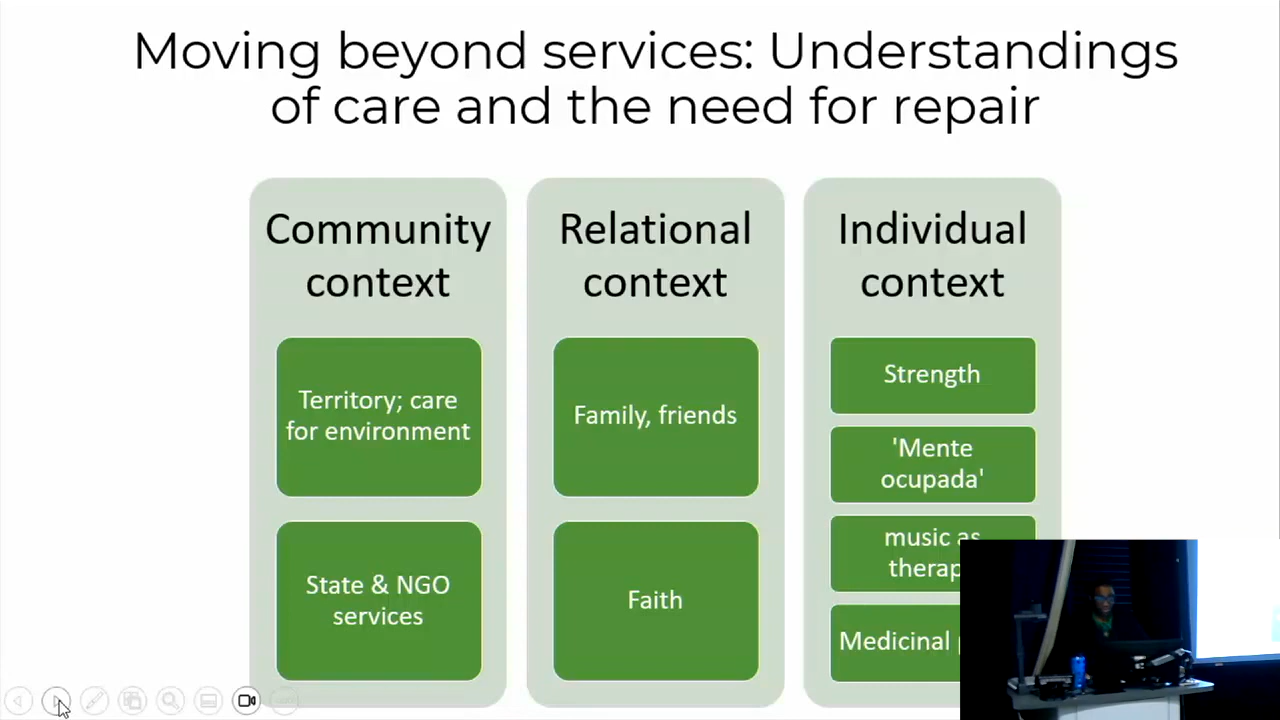 Moving beyond services: Understandings
of care and the need for repair
Community
context
Territory; care
for environment
State & NGO
services
Relational
context
Family, friends
Faith
Individual
context
Strength
'Mente
ocupada'
music as
Medicinal